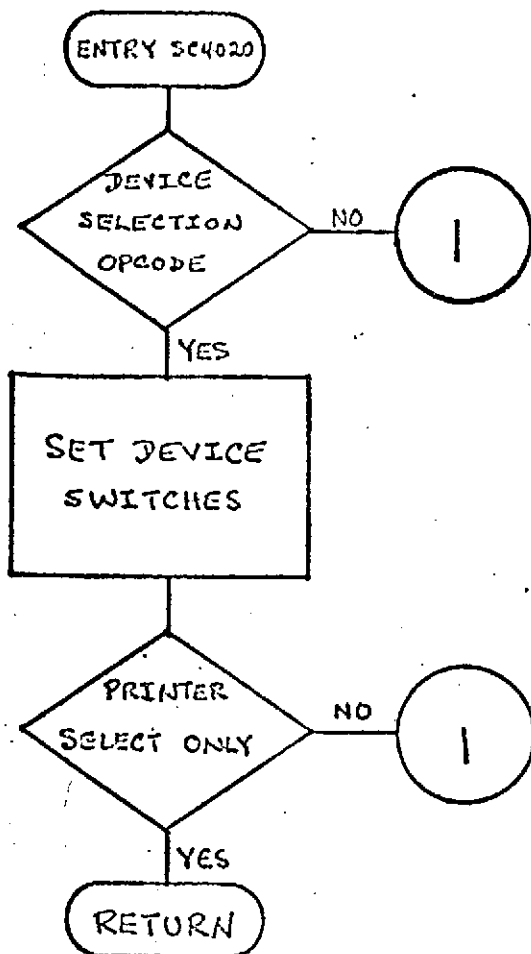 ENTRY SC4020
DEVICE
SELECTION
OPCODE
NO
1
YES
SET DEVICE
SWITCHES
PRINTER
SELECT ONLY
NO
1
YES
RETURN